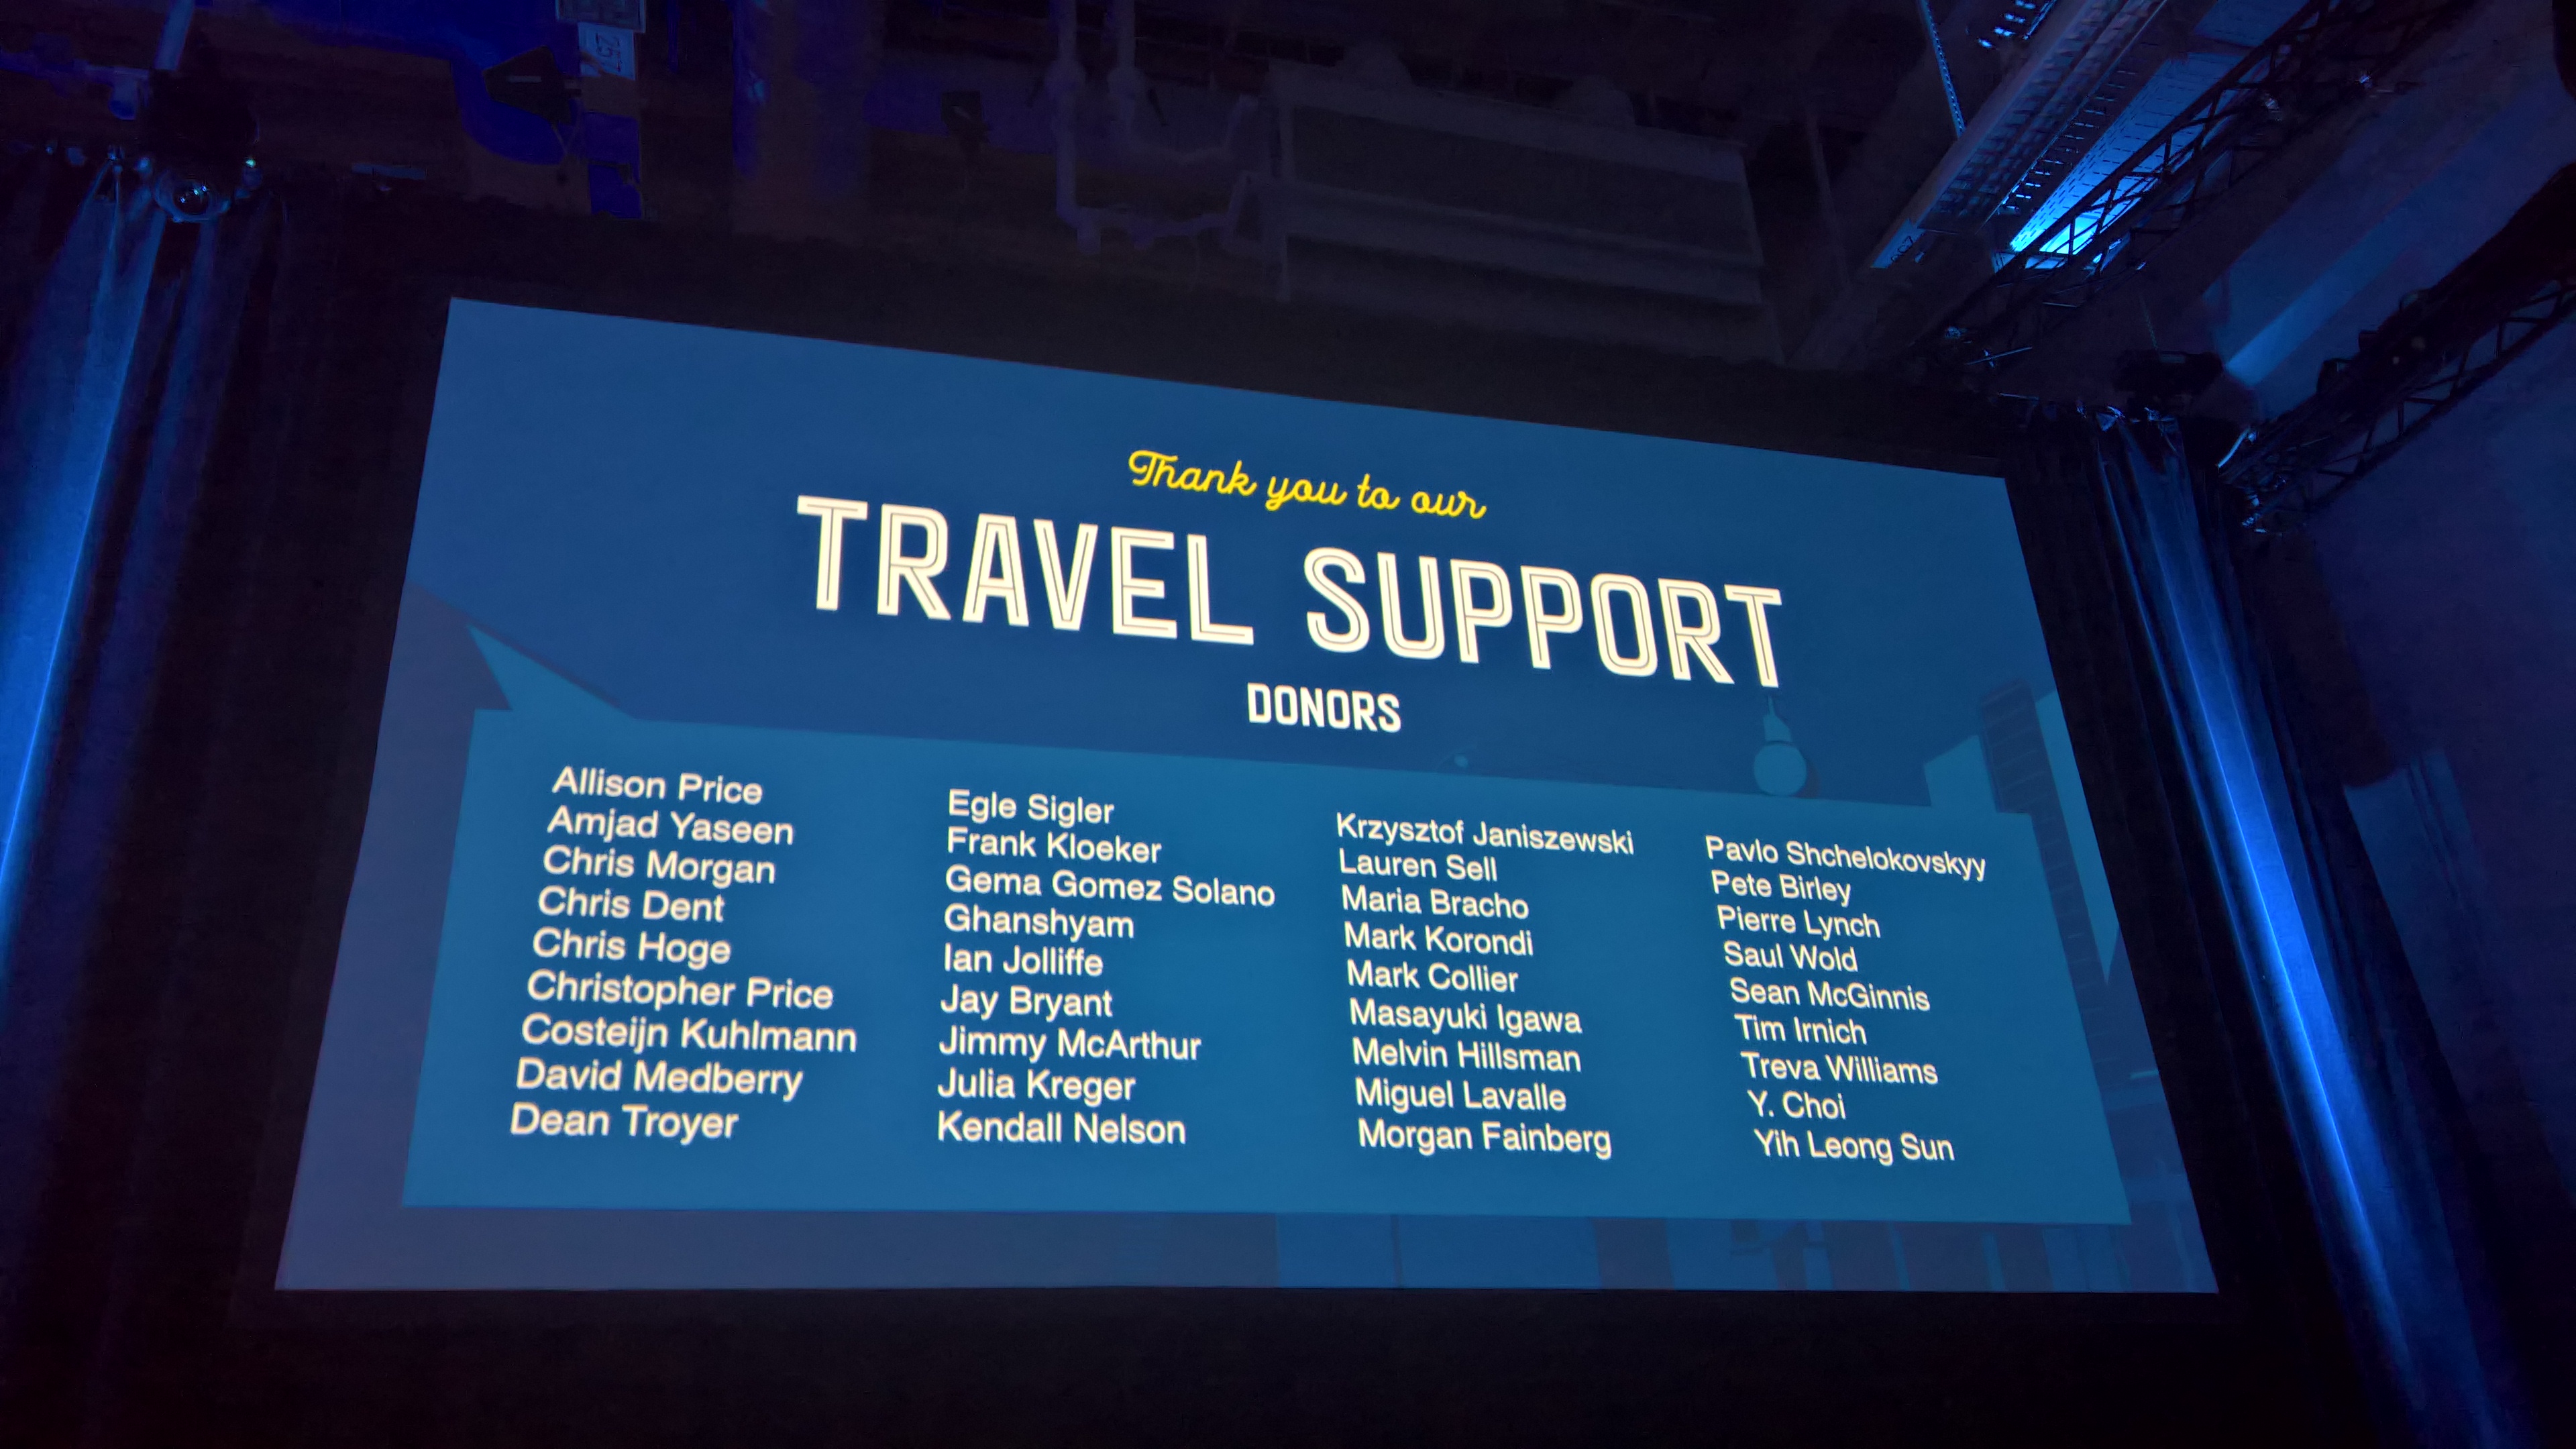 Thank you to our
TRAVEL SUPPORT
DONORS
Allison Price
Amjad Yaseen
Chris Morgan
Chris Dent
Chris Hoge
Christopher Price
Costeijn Kuhlmann
David Medberry
Dean Troyer
Egle Sigler
Frank Kloeker
Gema Gomez Solano
Ghanshyam
Ian Jolliffe
Jay Bryant
Jimmy McArthur
Julia Kreger
Kendall Nelson
Krzysztof Janiszewski
Lauren Sell
Maria Bracho
Mark Korondi
Mark Collier
Masayuki Igawa
Melvin Hillsman
Miguel Lavalle
Morgan Fainberg
Pavlo Shchelokovskyy
Pete Birley
Pierre Lynch
Saul Wold
Sean McGinnis
Tim Irnich
Treva Williams
Y. Choi
Yih Leong Sun